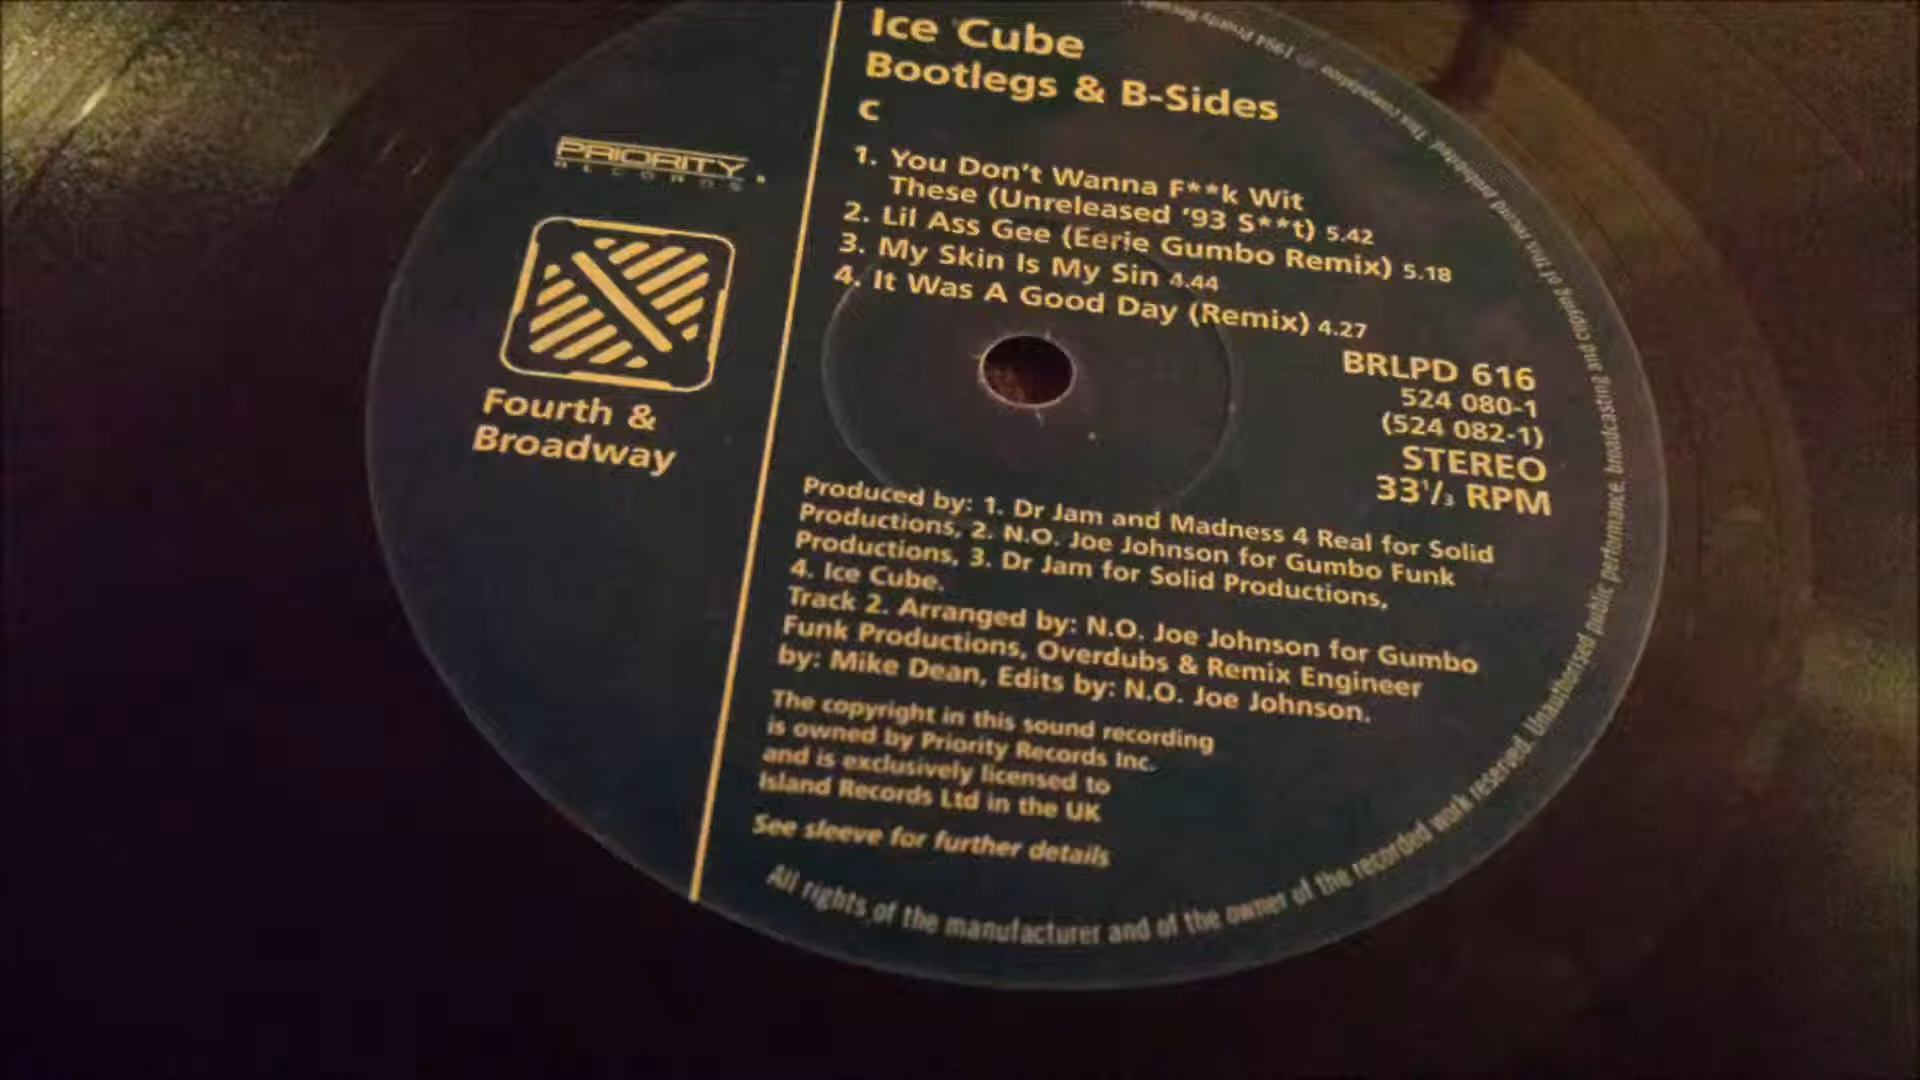 Ice Cube
Bootlegs & B-Sides
C
1. You Don't Wanna F**k Wit
These (Unreleased '93 S**t) 5.42
2. Lil Ass Gee (Eerie Gumbo Remix) 5.18
3. My Skin Is My Sin 4.44
4. It Was A Good Day (Remix) 4.27
PRIORITY
RECORDS
Fourth &
Broadway
BRLPD 616
524 080-1
(524 082-1)
STEREO
33⅓ RPM
Produced by: 1. Dr Jam and Madness 4 Real for Solid
Productions, 2. N.O. Joe Johnson for Gumbo Funk
Productions, 3. Dr Jam for Solid Productions,
4. Ice Cube.
Track 2. Arranged by: N.O. Joe Johnson for Gumbo
Funk Productions, Overdubs & Remix Engineer
by: Mike Dean, Edits by: N.O. Joe Johnson.
The copyright in this sound recording
is owned by Priority Records Inc.
and is exclusively licensed to
Island Records Ltd in the UK
See sleeve for further details
All rights of the manufacturer and of the owner of the recorded work reserved. Unauthorised public performance, broadcasting and copying of this record prohibited. This compilation ℗ 1994 Priority Records